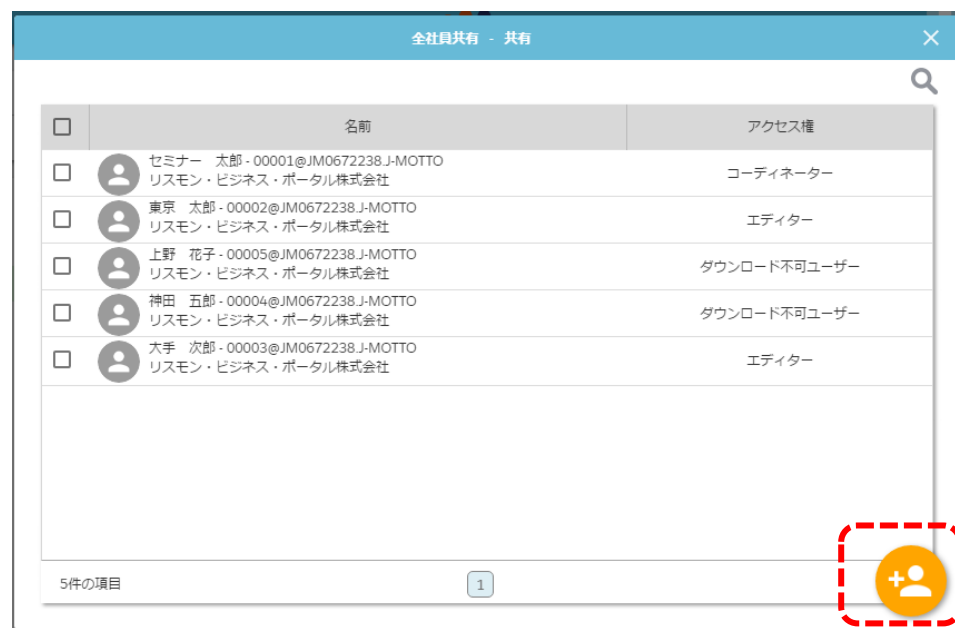 全社員共有 - 共有
名前 アクセス権
セミナー　太郎 - 00001@JM0672238.J-MOTTO
リスモン・ビジネス・ポータル株式会社
コーディネーター
東京　太郎 - 00002@JM0672238.J-MOTTO
リスモン・ビジネス・ポータル株式会社
エディター
上野　花子 - 00005@JM0672238.J-MOTTO
リスモン・ビジネス・ポータル株式会社
ダウンロード不可ユーザー
神田　五郎 - 00004@JM0672238.J-MOTTO
リスモン・ビジネス・ポータル株式会社
ダウンロード不可ユーザー
大手　次郎 - 00003@JM0672238.J-MOTTO
リスモン・ビジネス・ポータル株式会社
エディター
5件の項目 1